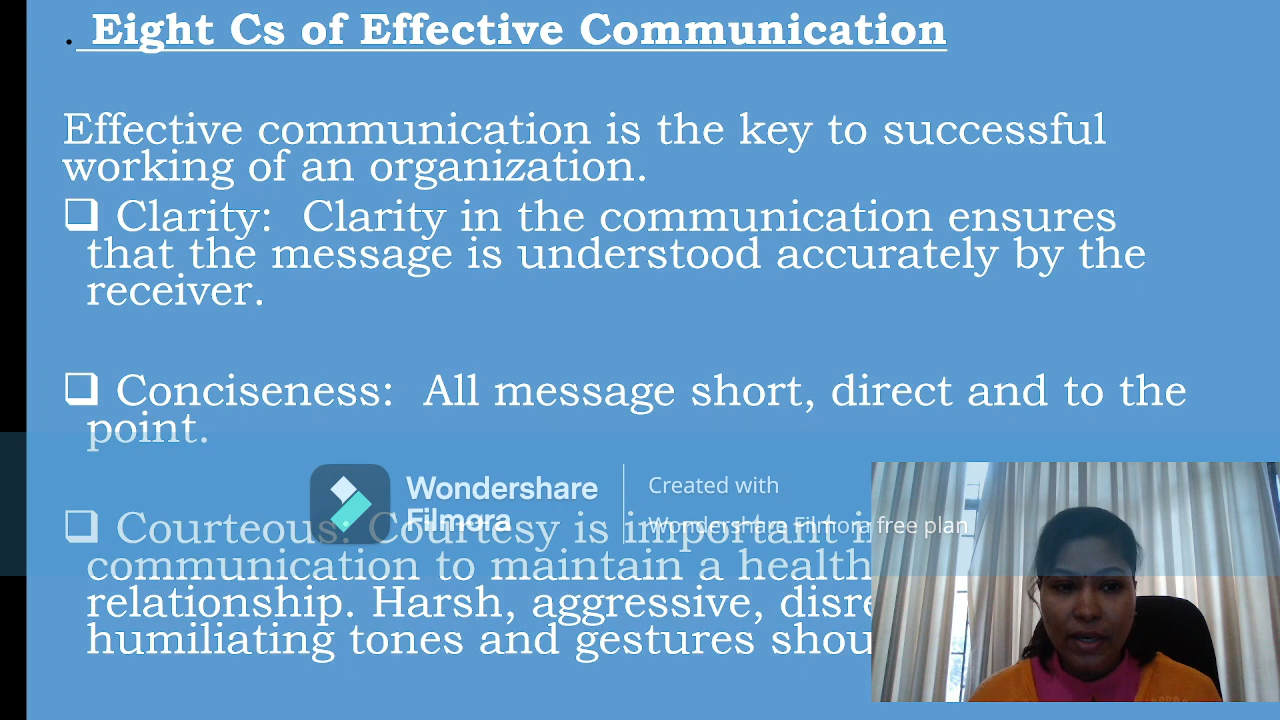 . Eight Cs of Effective Communication
Effective communication is the key to successful
working of an organization.
❑ Clarity: Clarity in the communication ensures
that the message is understood accurately by the
receiver.
❑ Conciseness: All message short, direct and to the
point.
Wondershare
Filmora
Created with
Wondershare Filmora free plan
❑ Courteous: Courtesy is important
communication to maintain a
relationship. Harsh, aggressive,
humiliating tones and gestures